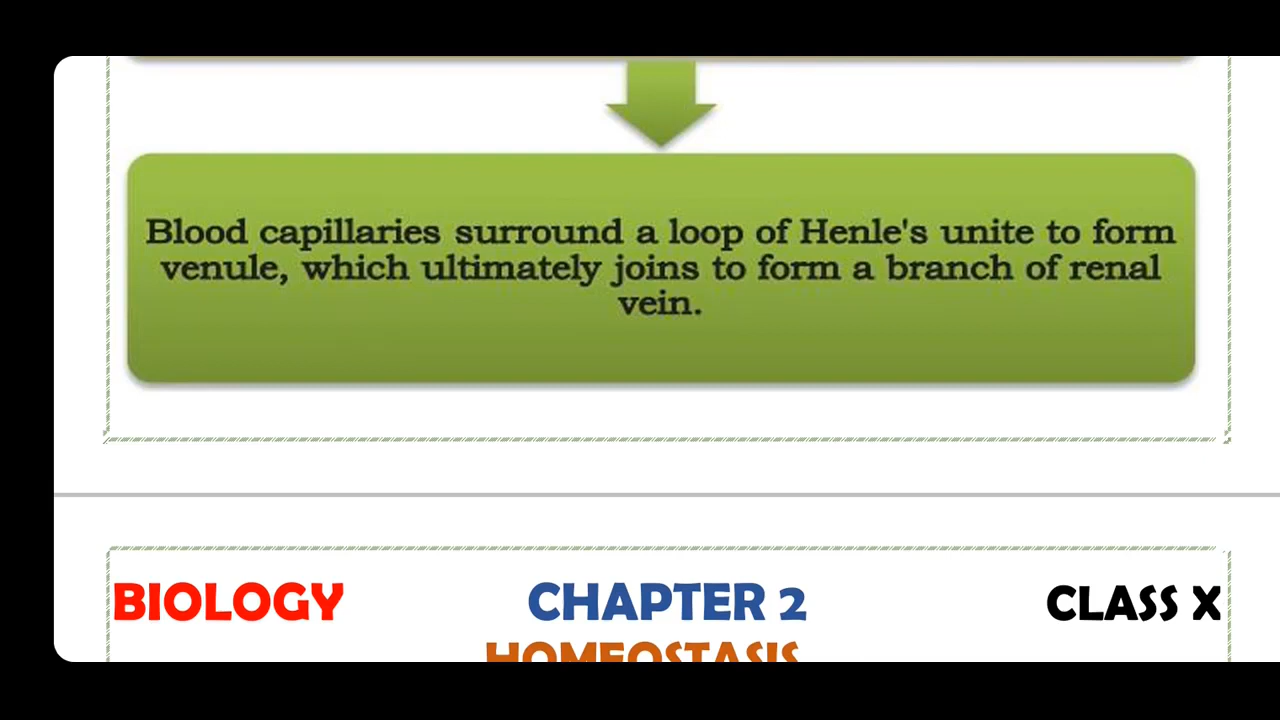 Blood capillaries surround a loop of Henle's unite to form
venule, which ultimately joins to form a branch of renal
vein.
BIOLOGY CHAPTER 2 CLASS X
HOMEOSTASIS